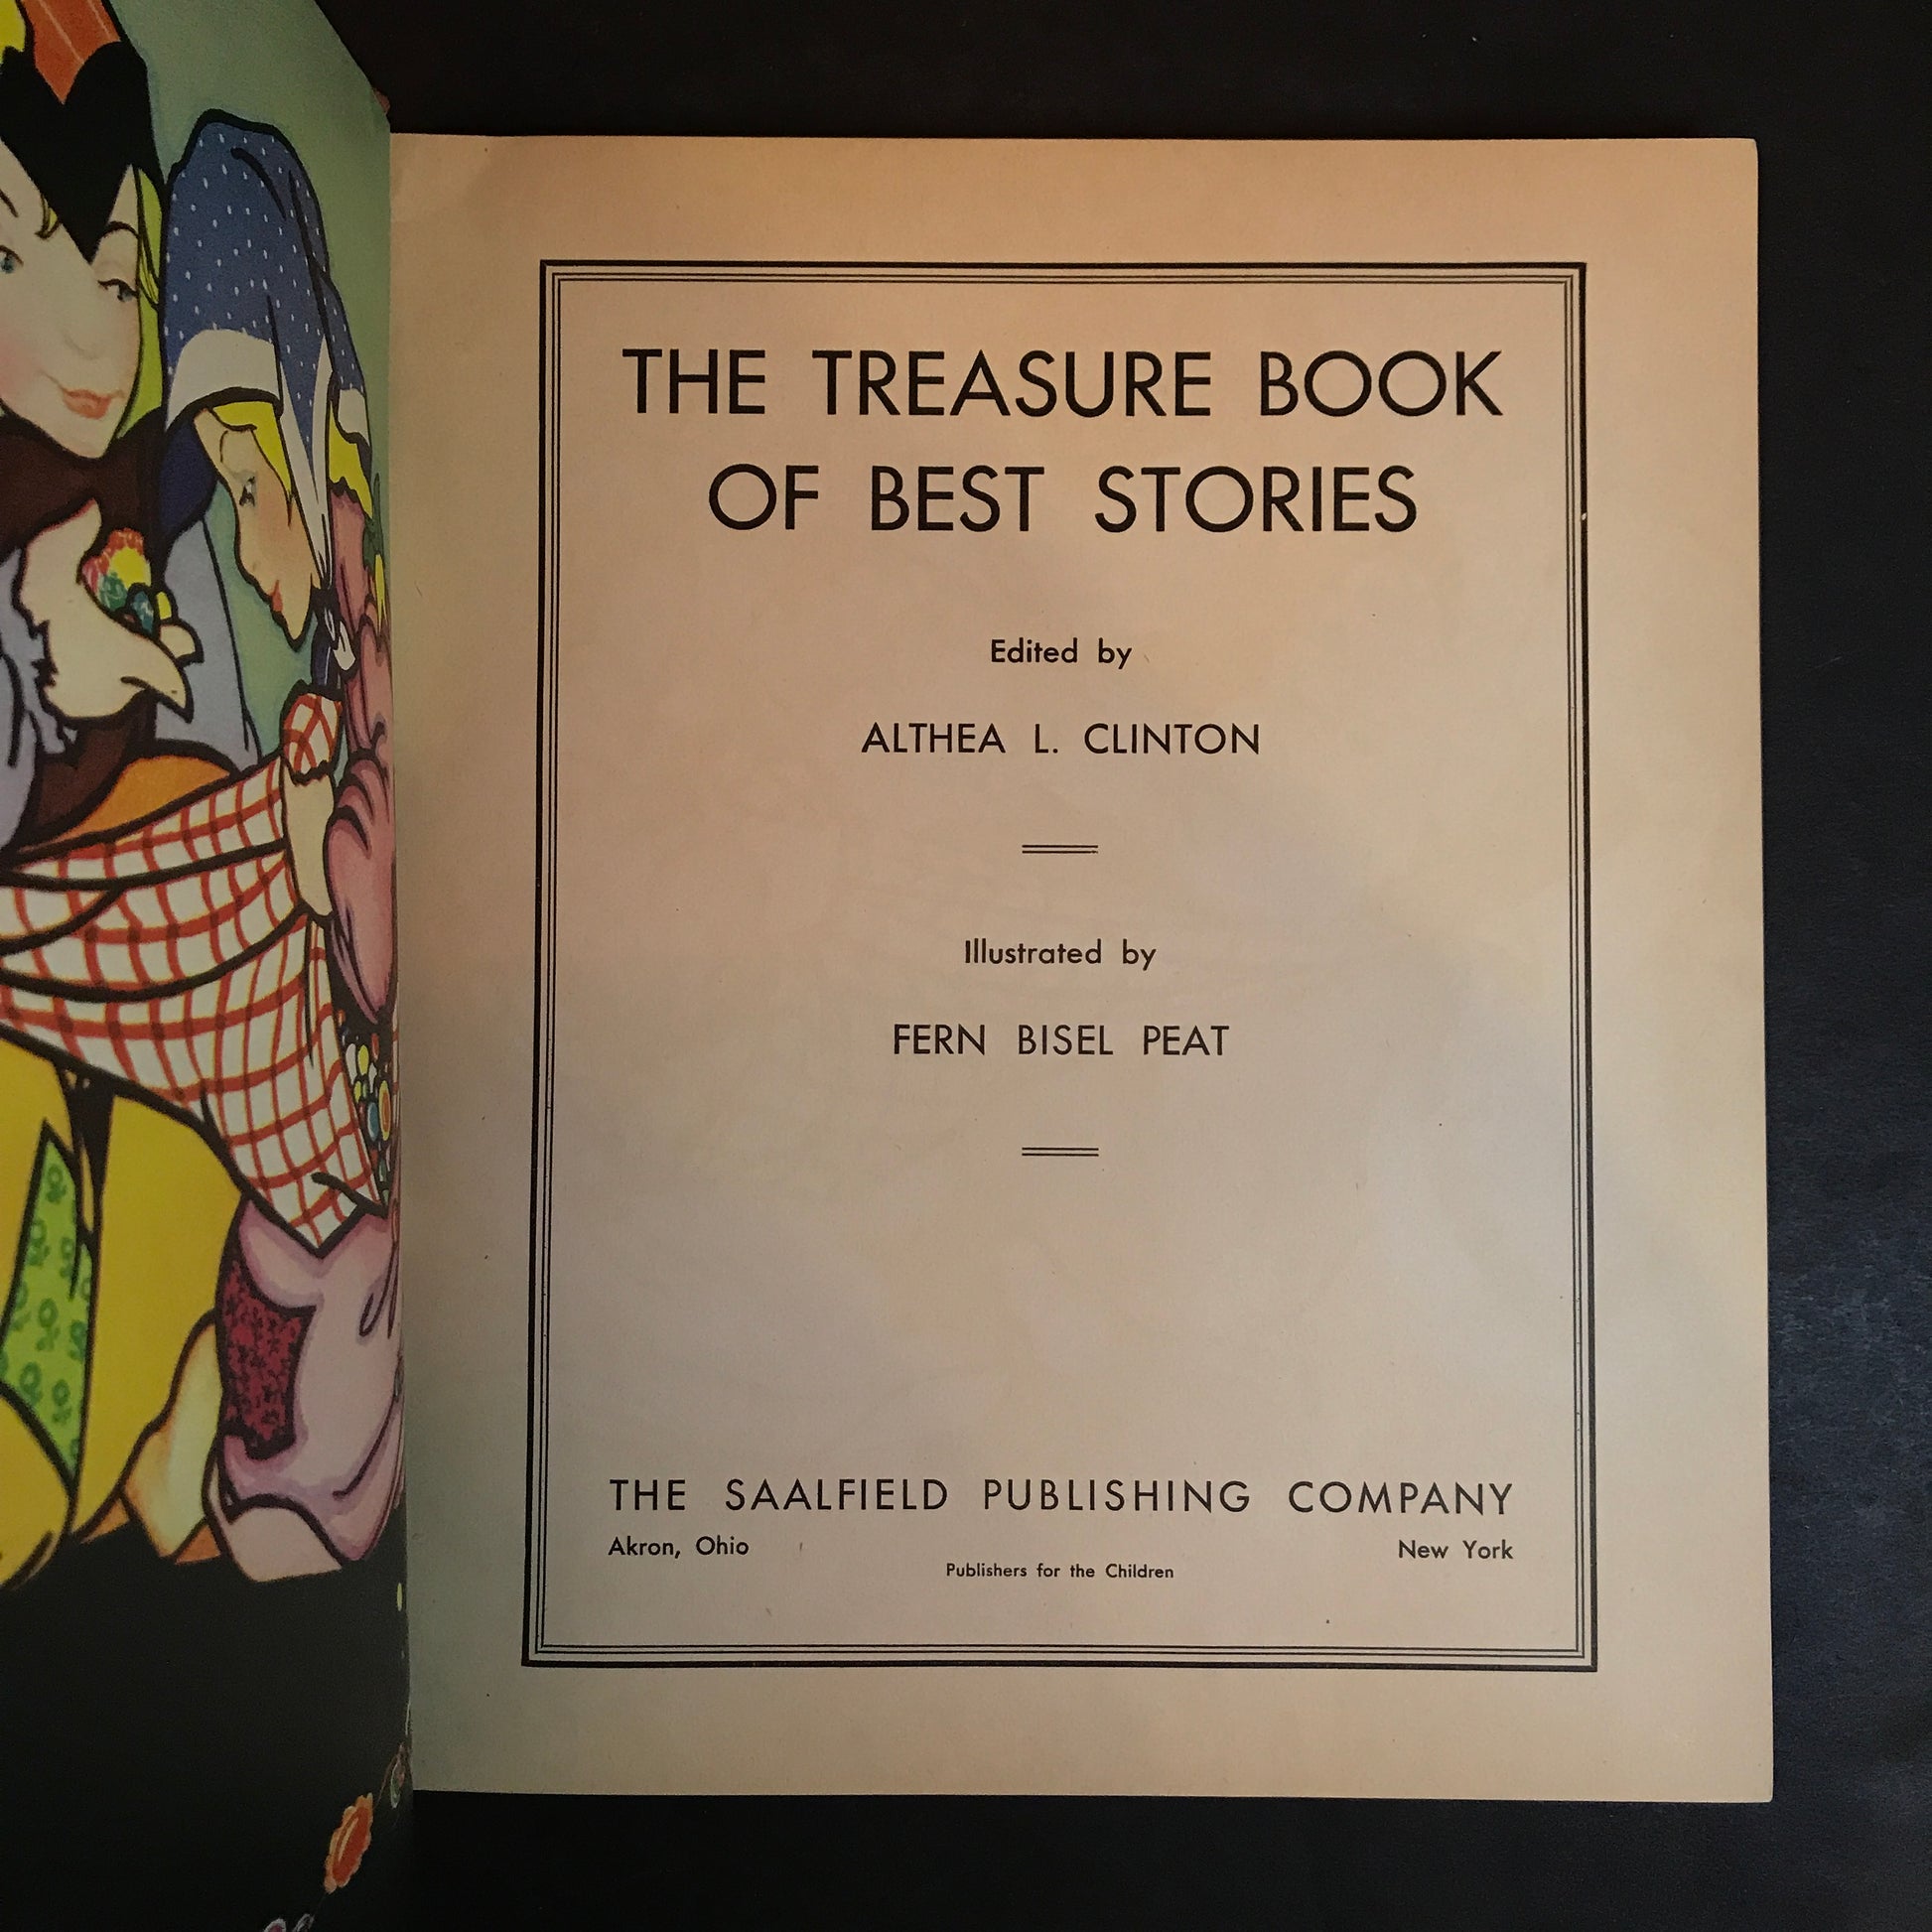 THE TREASURE BOOK
OF BEST STORIES
Edited by
ALTHEA L. CLINTON
Illustrated by
FERN BISEL PEAT
THE SAALFIELD PUBLISHING COMPANY
Akron, Ohio New York
Publishers for the Children